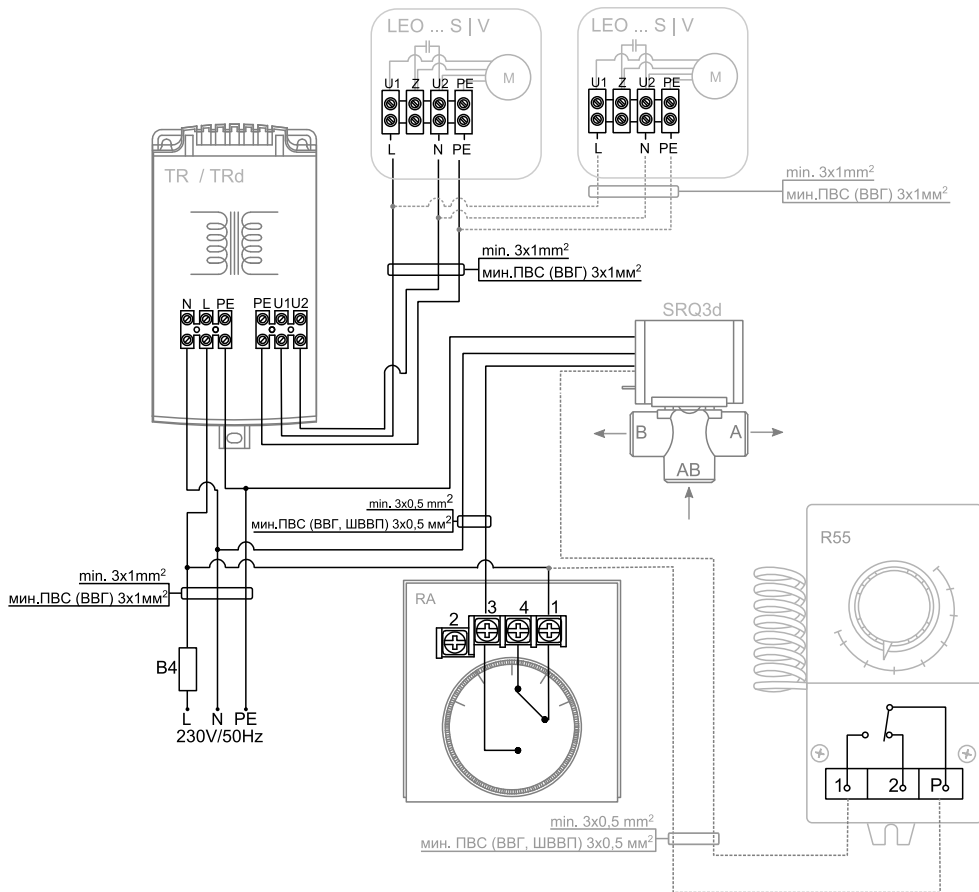 LEO ... S | V
LEO ... S | V
M
M
U1 Z U2 PE
U1 Z U2 PE
L N PE
L N PE
TR / TRd
min. 3x1mm²
мин.ПВС (ВВГ) 3x1мм²
min. 3x1mm²
мин.ПВС (ВВГ) 3x1мм²
N L PE
PE U1 U2
SRQ3d
B
A
AB
min. 3x0,5 mm²
мин.ПВС (ВВГ, ШВВП) 3x0,5 мм²
R55
min. 3x1mm²
мин.ПВС (ВВГ) 3x1мм²
RA
2 3 4 1
B4
L N PE
230V/50Hz
1 2 P
min. 3x0,5 mm²
мин. ПВС (ВВГ, ШВВП) 3x0,5 мм²